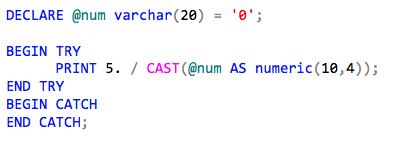 DECLARE @num varchar(20) = '0';
BEGIN TRY
PRINT 5. / CAST(@num AS numeric(10,4));
END TRY
BEGIN CATCH
END CATCH;